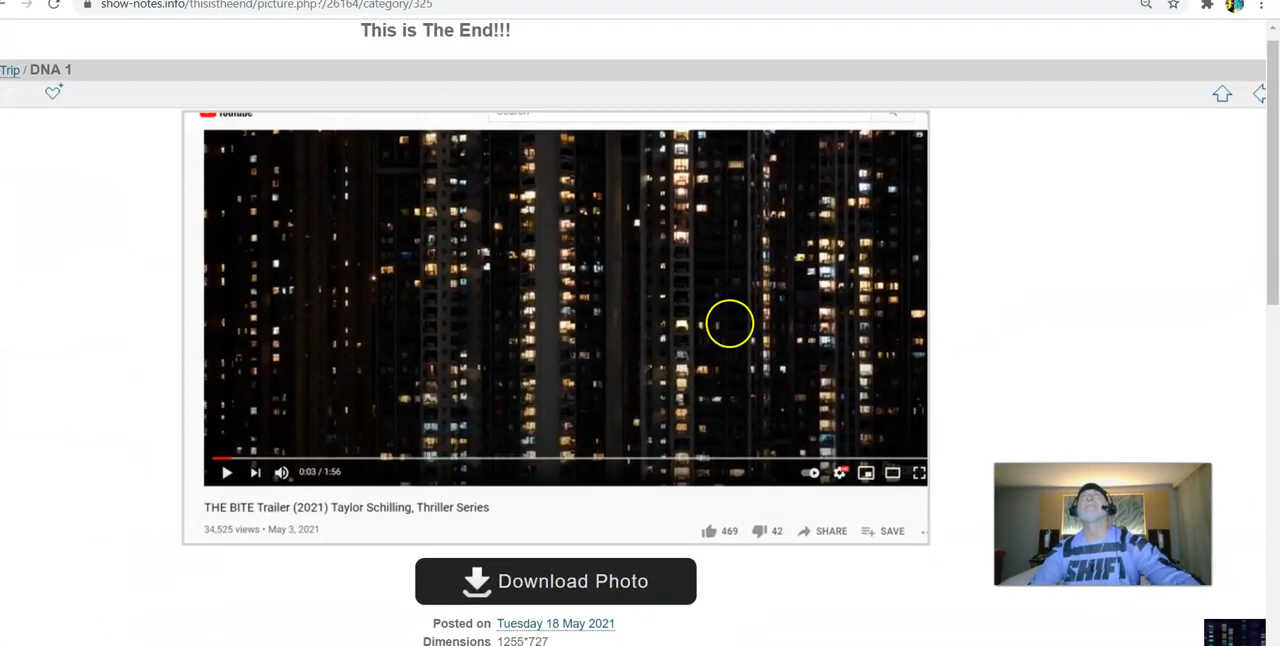 show-notes.info/thisistheend/picture.php?/26164/category/325
This is The End!!!
Trip / DNA 1
YouTube
Search
0:03 / 1:56
THE BITE Trailer (2021) Taylor Schilling, Thriller Series
34,525 views • May 3, 2021
469 42 SHARE SAVE
SHIFT
Download Photo
Posted on Tuesday 18 May 2021
Dimensions 1255*727